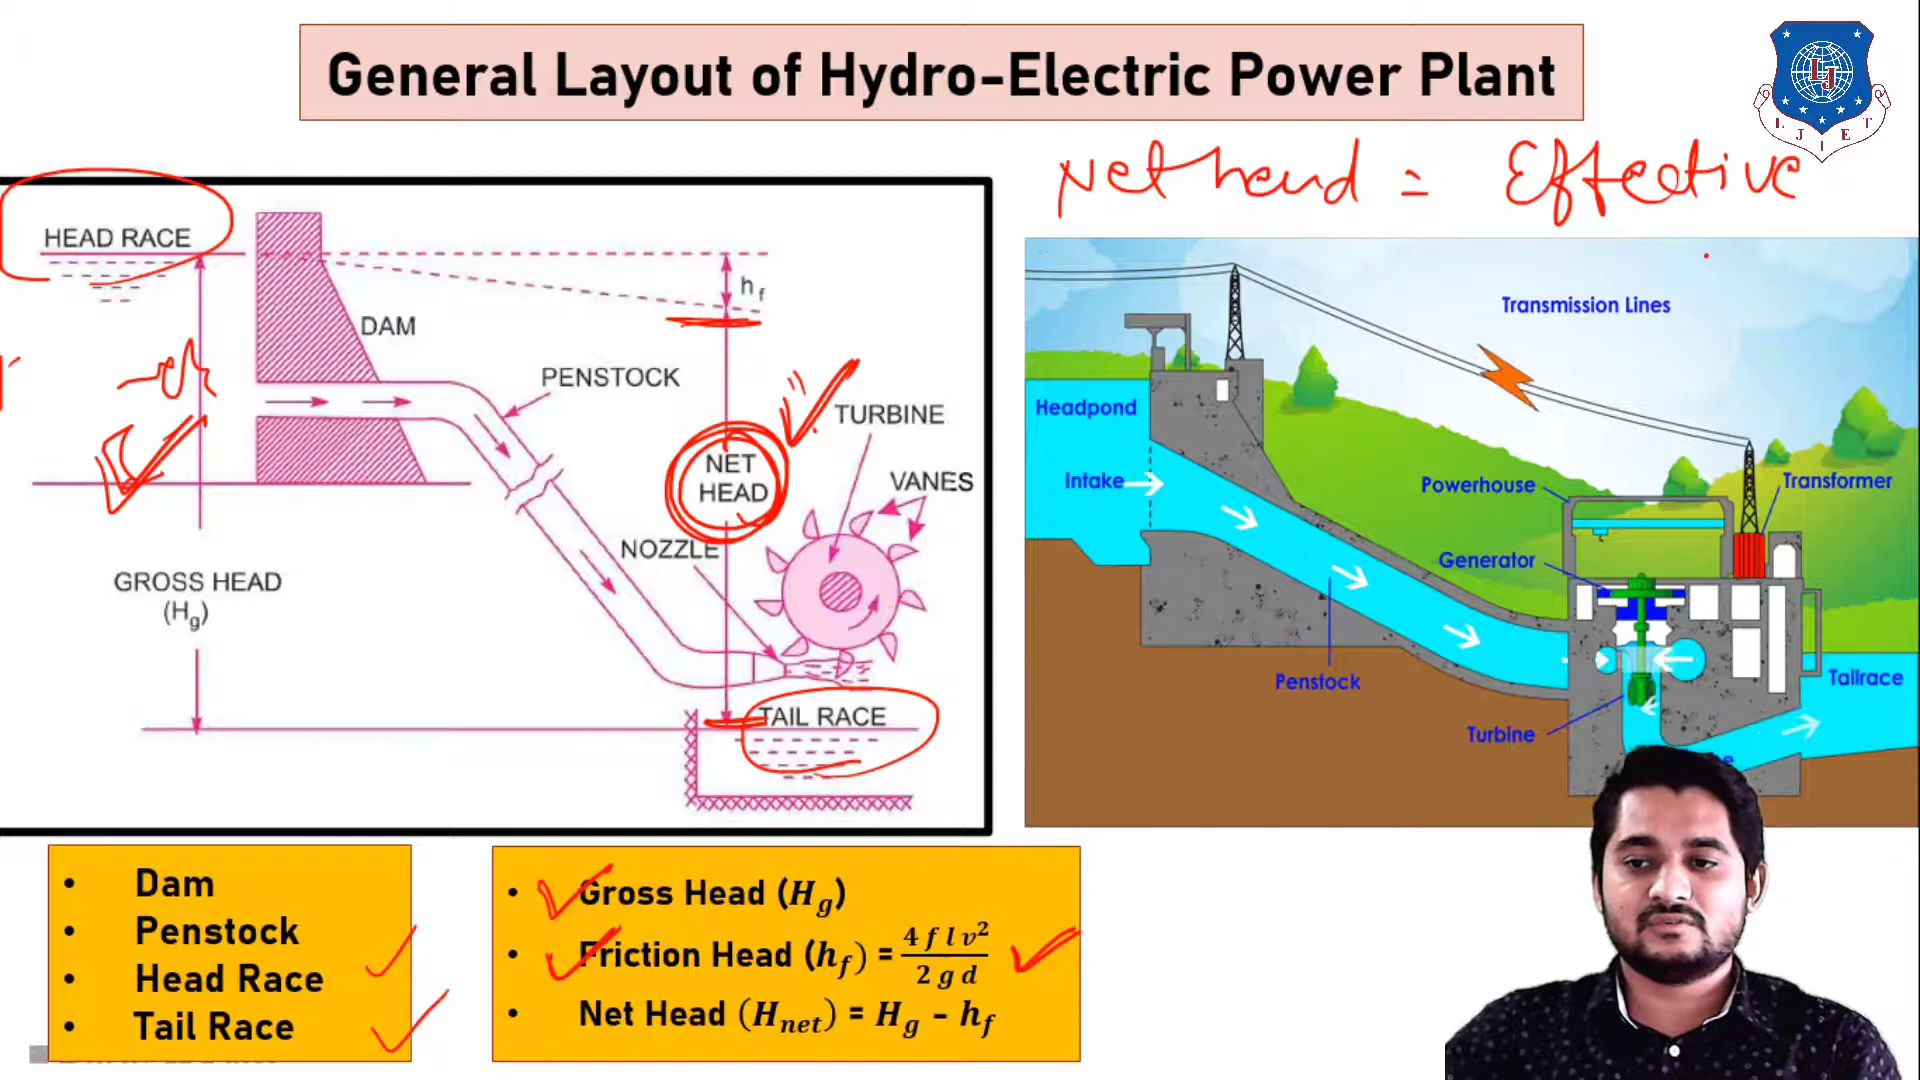 General Layout of Hydro-Electric Power Plant
LJIET
Net head = Effective
HEAD RACE
DAM
PENSTOCK
h_f
TURBINE
VANES
NET
HEAD
NOZZLE
GROSS HEAD
(H_g)
TAIL RACE
Transmission Lines
Headpond
Intake
Powerhouse
Transformer
Generator
Penstock
Turbine
Tallrace
• Dam
• Penstock
• Head Race
• Tail Race
• Gross Head (H_g)
• Friction Head (h_f) = 4 f l v² / 2 g d
• Net Head (H_net) = H_g - h_f